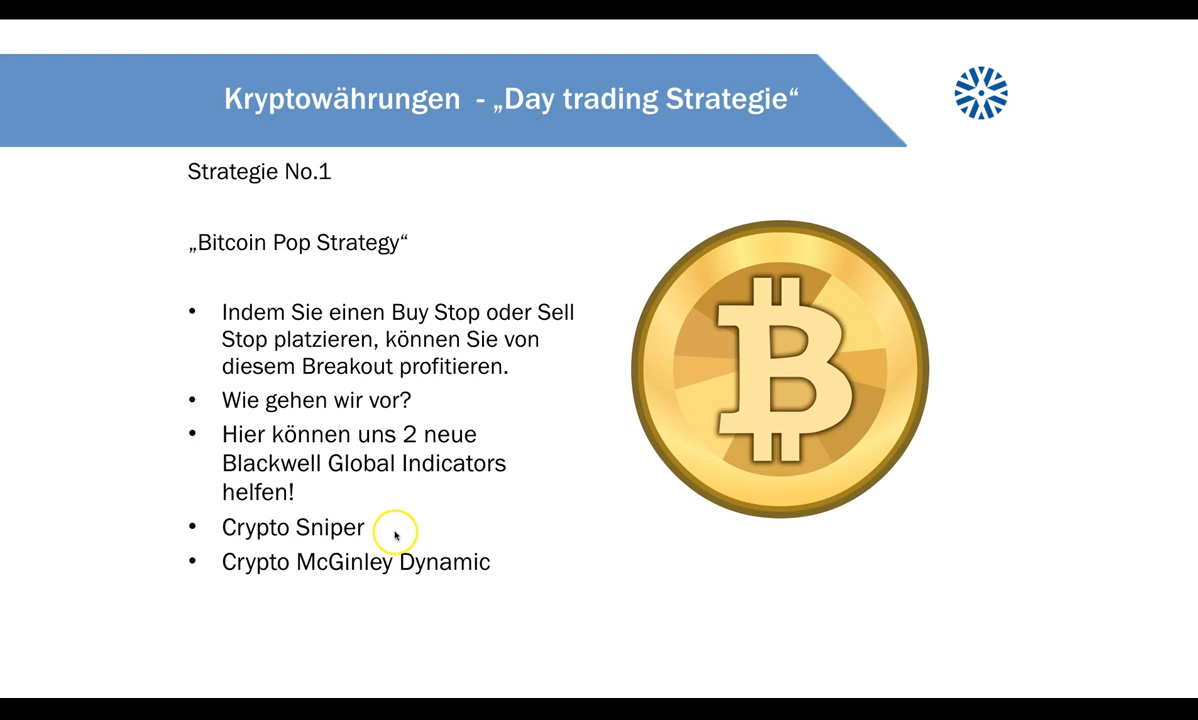 Kryptowährungen - „Day trading Strategie“
Strategie No.1
„Bitcoin Pop Strategy“
• Indem Sie einen Buy Stop oder Sell
Stop platzieren, können Sie von
diesem Breakout profitieren.
• Wie gehen wir vor?
• Hier können uns 2 neue
Blackwell Global Indicators
helfen!
• Crypto Sniper
• Crypto McGinley Dynamic